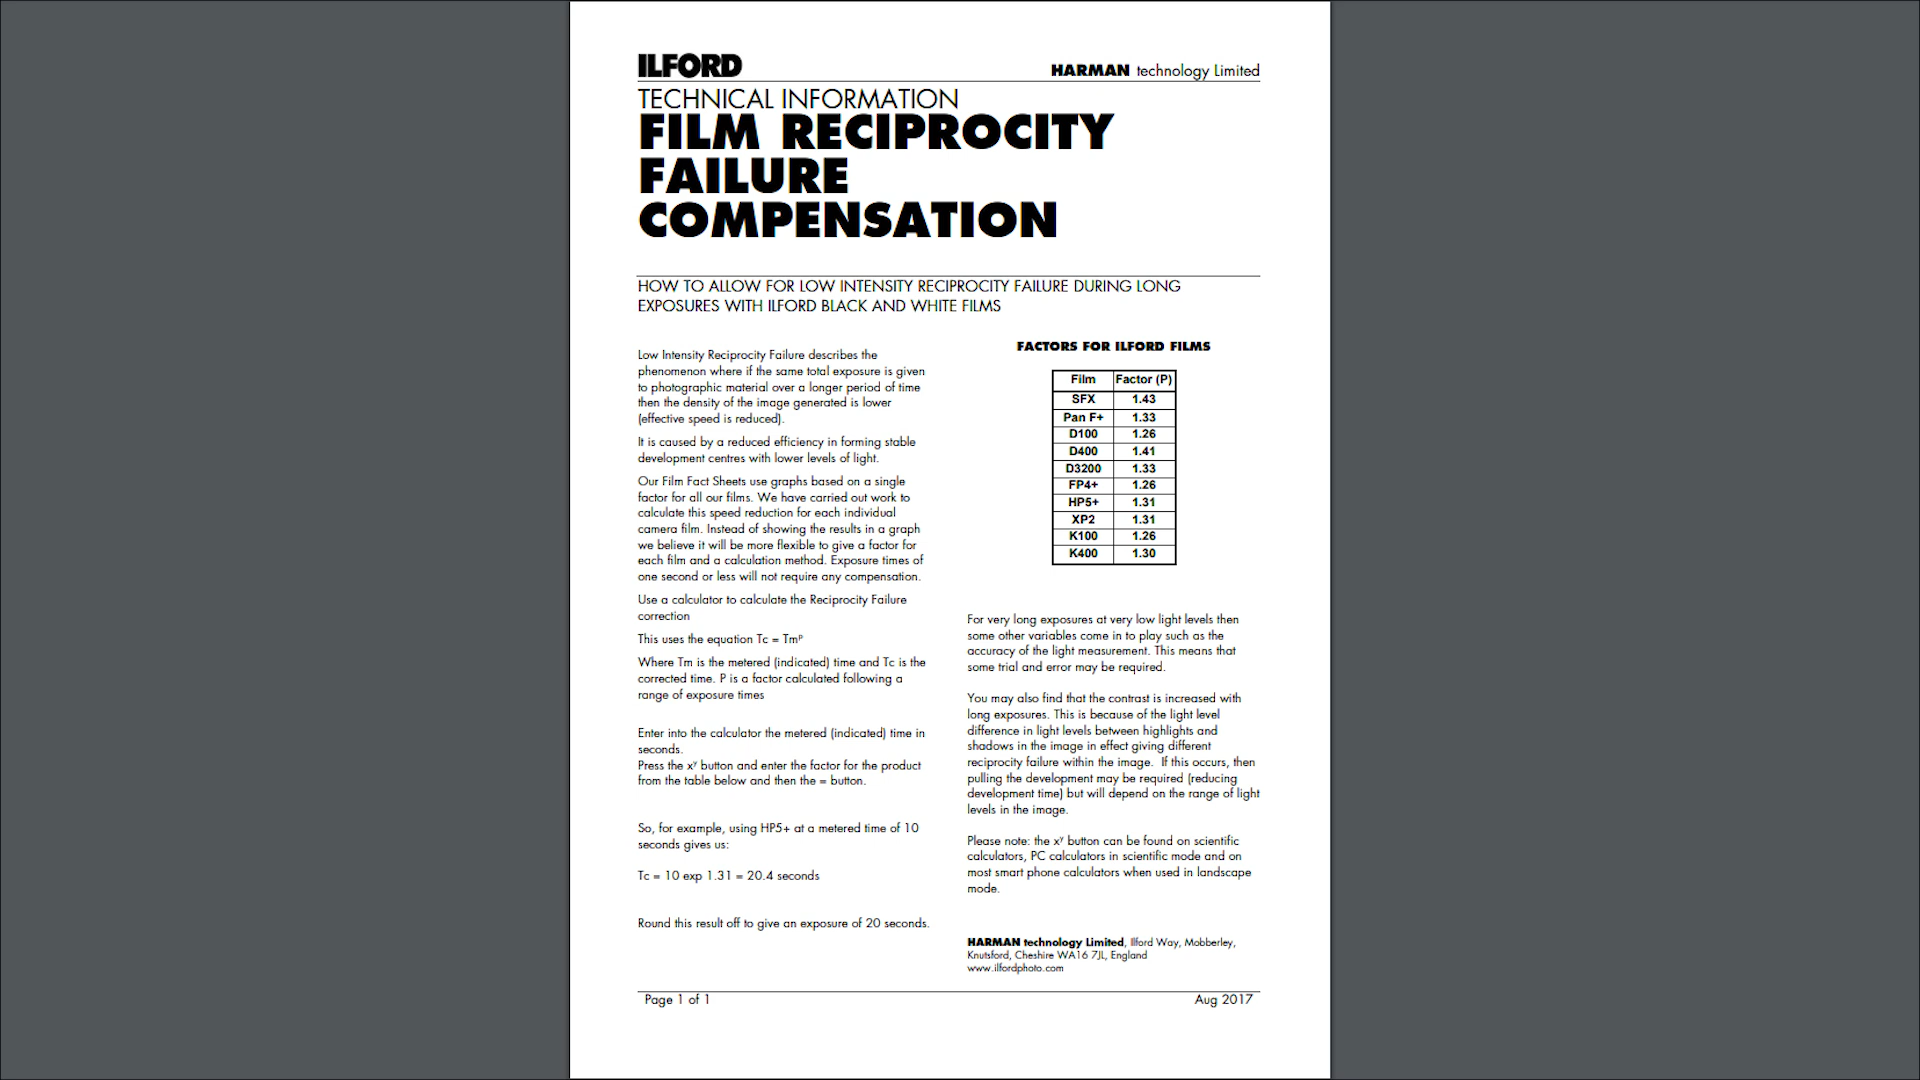 ILFORD
HARMAN technology Limited
TECHNICAL INFORMATION
FILM RECIPROCITY
FAILURE
COMPENSATION
HOW TO ALLOW FOR LOW INTENSITY RECIPROCITY FAILURE DURING LONG
EXPOSURES WITH ILFORD BLACK AND WHITE FILMS
Low Intensity Reciprocity Failure describes the
phenomenon where if the same total exposure is given
to photographic material over a longer period of time
then the density of the image generated is lower
(effective speed is reduced).
It is caused by a reduced efficiency in forming stable
development centres with lower levels of light.
Our Film Fact Sheets use graphs based on a single
factor for all our films. We have carried out work to
calculate this speed reduction for each individual
camera film. Instead of showing the results in a graph
we believe it will be more flexible to give a factor for
each film and a calculation method. Exposure times of
one second or less will not require any compensation.
Use a calculator to calculate the Reciprocity Failure
correction
This uses the equation Tc = Tmᴾ
Where Tm is the metered (indicated) time and Tc is the
corrected time. P is a factor calculated following a
range of exposure times
Enter into the calculator the metered (indicated) time in
seconds.
Press the xʸ button and enter the factor for the product
from the table below and then the = button.
So, for example, using HP5+ at a metered time of 10
seconds gives us:
Tc = 10 exp 1.31 = 20.4 seconds
Round this result off to give an exposure of 20 seconds.
FACTORS FOR ILFORD FILMS
Film Factor (P)
SFX 1.43
Pan F+ 1.33
D100 1.26
D400 1.41
D3200 1.33
FP4+ 1.26
HP5+ 1.31
XP2 1.31
K100 1.26
K400 1.30
For very long exposures at very low light levels then
some other variables come in to play such as the
accuracy of the light measurement. This means that
some trial and error may be required.
You may also find that the contrast is increased with
long exposures. This is because of the light level
difference in light levels between highlights and
shadows in the image in effect giving different
reciprocity failure within the image. If this occurs, then
pulling the development may be required (reducing
development time) but will depend on the range of light
levels in the image.
Please note: the xʸ button can be found on scientific
calculators, PC calculators in scientific mode and on
most smart phone calculators when used in landscape
mode.
HARMAN technology Limited, Ilford Way, Mobberley,
Knutsford, Cheshire WA16 7JL, England
www.ilfordphoto.com
Page 1 of 1
Aug 2017